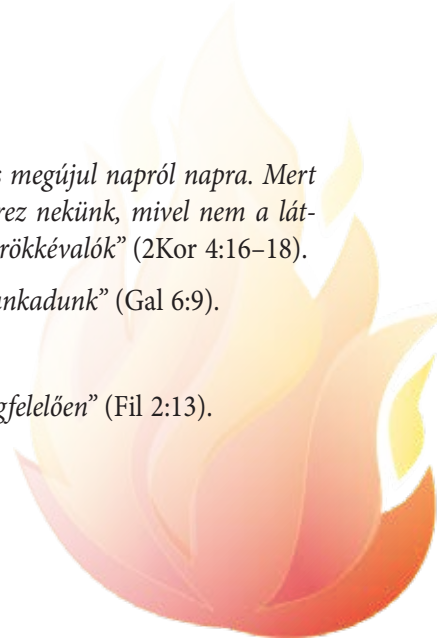 megújul napról napra. Mert
rez nekünk, mivel nem a lát-
rökkévalók” (2Kor 4:16–18).
nkadunk” (Gal 6:9).
gfelelően” (Fil 2:13).